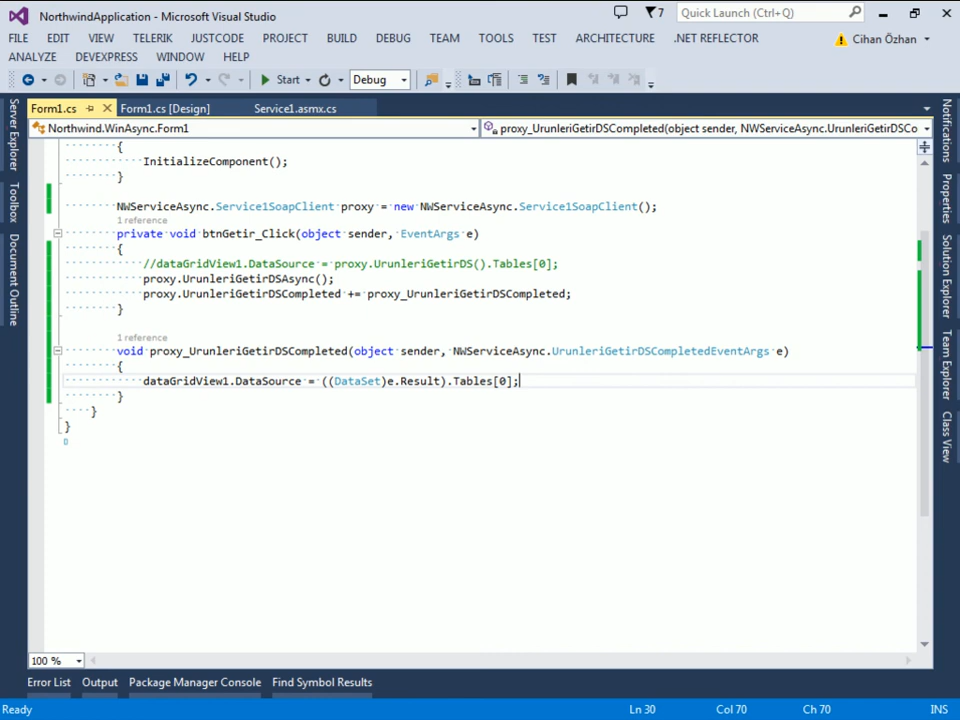 NorthwindApplication - Microsoft Visual Studio
7
Quick Launch (Ctrl+Q)
FILE EDIT VIEW TELERIK JUSTCODE PROJECT BUILD DEBUG TEAM TOOLS TEST ARCHITECTURE .NET REFLECTOR
Cihan Özhan
ANALYZE DEVEXPRESS WINDOW HELP
Start Debug
Form1.cs Form1.cs [Design] Service1.asmx.cs
Northwind.WinAsync.Form1
proxy_UrunleriGetirDSCompleted(object sender, NWServiceAsync.UrunleriGetirDSCo
{
InitializeComponent();
}
NWServiceAsync.Service1SoapClient proxy = new NWServiceAsync.Service1SoapClient();
1 reference
private void btnGetir_Click(object sender, EventArgs e)
{
//dataGridView1.DataSource = proxy.UrunleriGetirDS().Tables[0];
proxy.UrunleriGetirDSAsync();
proxy.UrunleriGetirDSCompleted += proxy_UrunleriGetirDSCompleted;
}
1 reference
void proxy_UrunleriGetirDSCompleted(object sender, NWServiceAsync.UrunleriGetirDSCompletedEventArgs e)
{
dataGridView1.DataSource = ((DataSet)e.Result).Tables[0];
}
}
}
Server Explorer
Toolbox
Document Outline
Notifications
Properties
Solution Explorer
Team Explorer
Class View
100 %
Error List Output Package Manager Console Find Symbol Results
Ready Ln 30 Col 70 Ch 70 INS